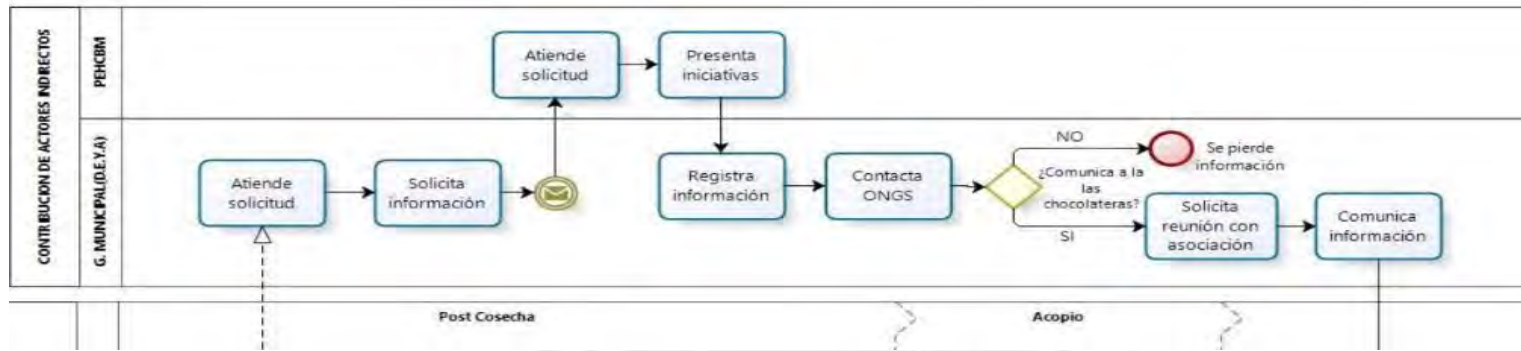 CONTRIBUCION DE ACTORES INDIRECTOS
PEHCBM
Atiende
solicitud
Presenta
iniciativas
G. MUNICIPAL(D.E.Y.A)
Atiende
solicitud
Solicita
información
Registra
información
Contacta
ONGS
NO
Se pierde
información
¿Comunica a la
las
chocolateras?
SI
Solicita
reunión con
asociación
Comunica
información
Post Cosecha
Acopio